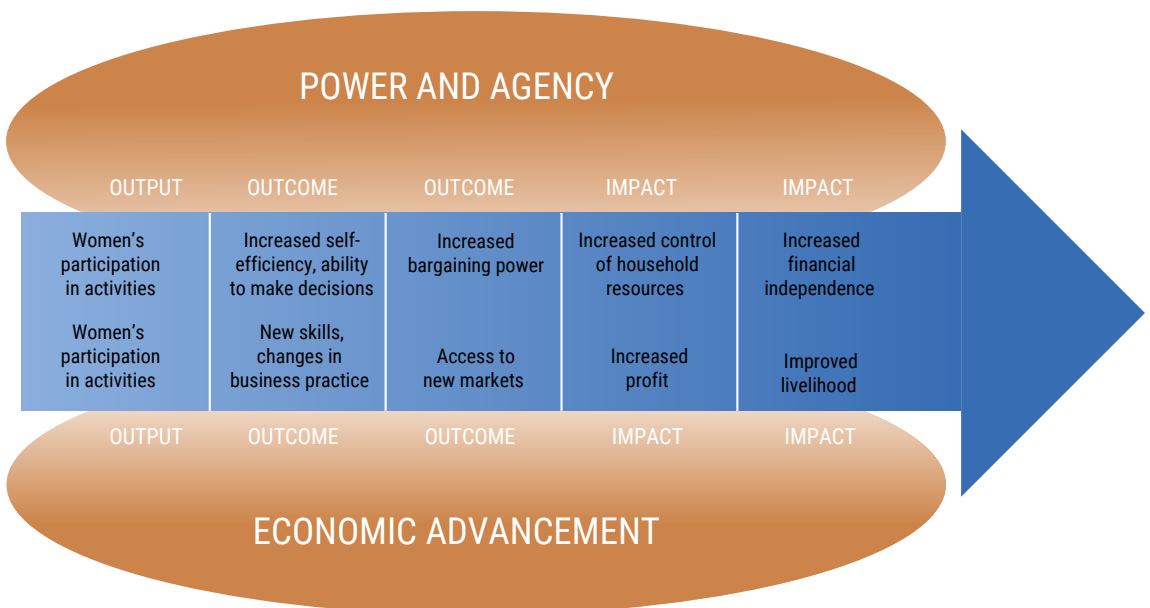 POWER AND AGENCY
OUTPUT
OUTCOME
OUTCOME
IMPACT
IMPACT
Women's
participation
in activities
Increased self-
efficiency, ability
to make decisions
Increased
bargaining power
Increased control
of household
resources
Increased
financial
independence
Women's
participation
in activities
New skills,
changes in
business practice
Access to
new markets
Increased
profit
Improved
livelihood
OUTPUT
OUTCOME
OUTCOME
IMPACT
IMPACT
ECONOMIC ADVANCEMENT